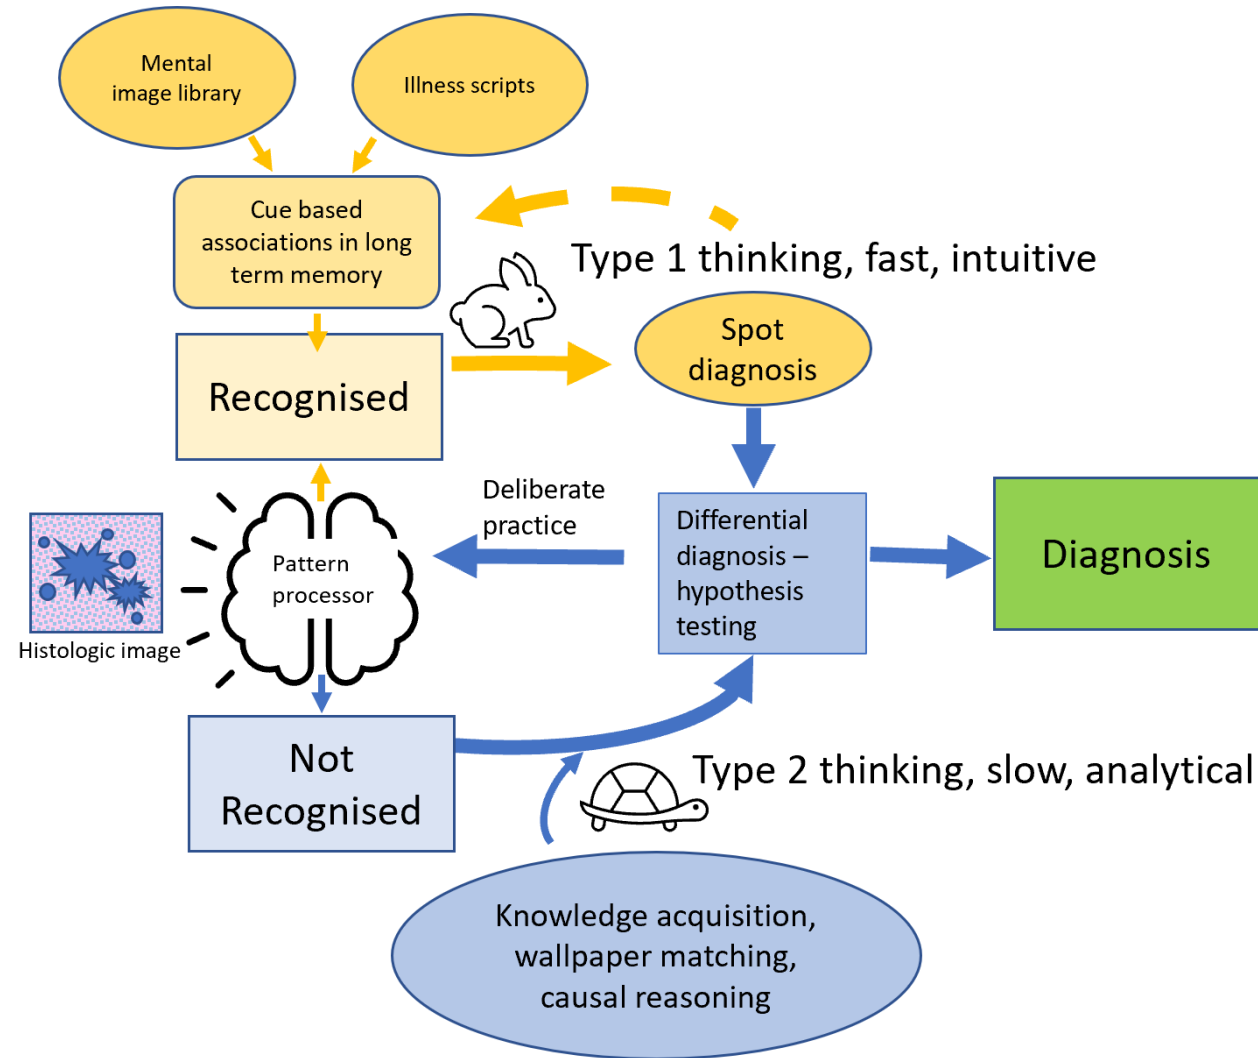 Mental
image library
Illness scripts
Cue based
associations in long
term memory
Type 1 thinking, fast, intuitive
Spot
diagnosis
Recognised
Deliberate
practice
Differential
diagnosis –
hypothesis
testing
Diagnosis
Pattern
processor
Histologic image
Not
Recognised
Type 2 thinking, slow, analytical
Knowledge acquisition,
wallpaper matching,
causal reasoning